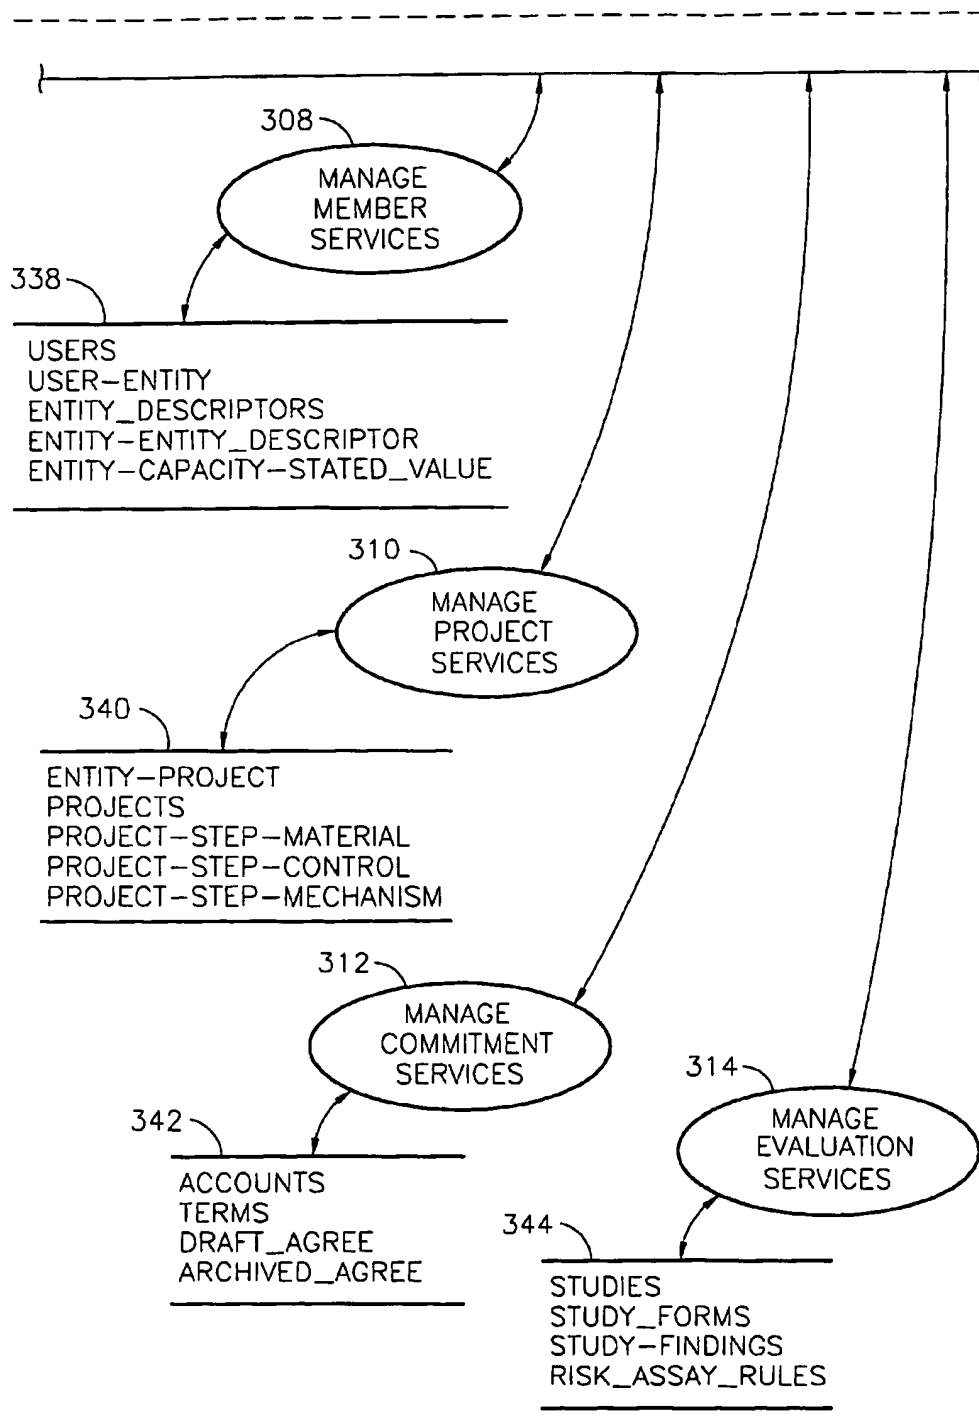 308
MANAGE
MEMBER
SERVICES
338
USERS
USER-ENTITY
ENTITY_DESCRIPTORS
ENTITY-ENTITY_DESCRIPTOR
ENTITY-CAPACITY-STATED_VALUE
310
MANAGE
PROJECT
SERVICES
340
ENTITY-PROJECT
PROJECTS
PROJECT-STEP-MATERIAL
PROJECT-STEP-CONTROL
PROJECT-STEP-MECHANISM
312
MANAGE
COMMITMENT
SERVICES
342
ACCOUNTS
TERMS
DRAFT_AGREE
ARCHIVED_AGREE
314
MANAGE
EVALUATION
SERVICES
344
STUDIES
STUDY_FORMS
STUDY-FINDINGS
RISK_ASSAY_RULES